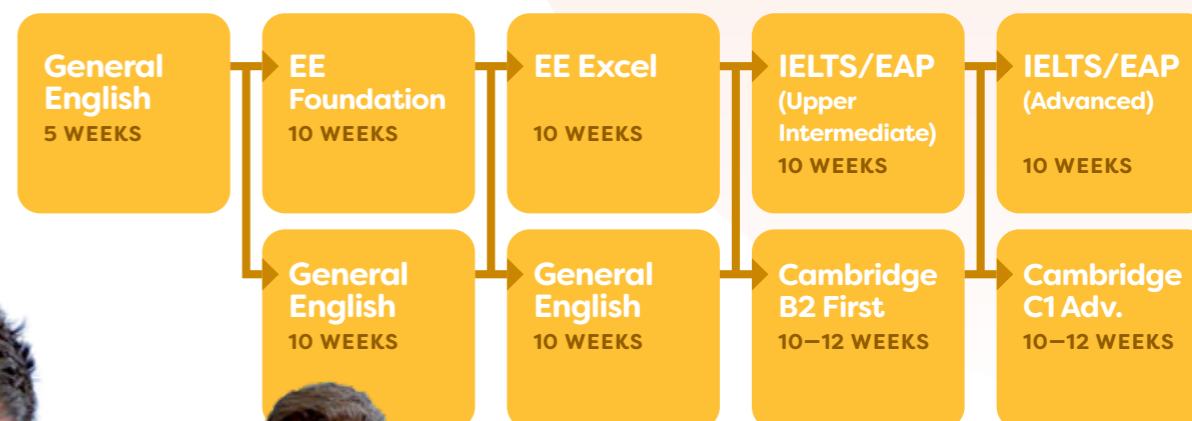 General
English
5 WEEKS
EE
Foundation
10 WEEKS
EE Excel
10 WEEKS
IELTS/EAP
(Upper
Intermediate)
10 WEEKS
IELTS/EAP
(Advanced)
10 WEEKS
General
English
10 WEEKS
General
English
10 WEEKS
Cambridge
B2 First
10–12 WEEKS
Cambridge
C1 Adv.
10–12 WEEKS